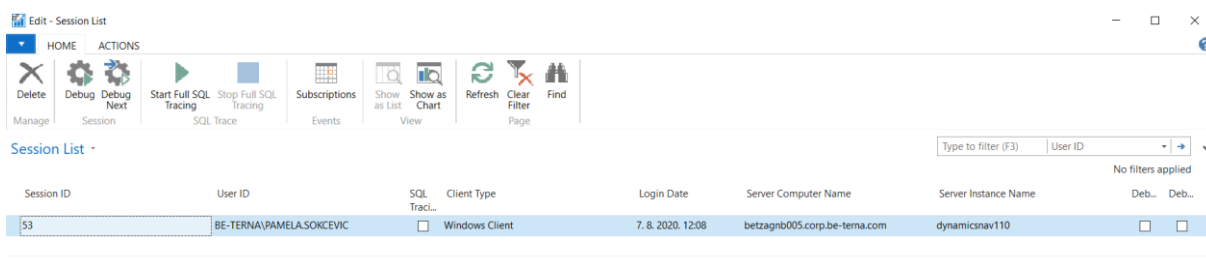 Edit - Session List
HOME ACTIONS
Delete Debug Debug Next Start Full SQL Tracing Stop Full SQL Tracing Subscriptions Show as List Show as Chart Refresh Clear Filter Find
Manage Session SQL Trace Events View Page
Session List Type to filter (F3) User ID
No filters applied
Session ID User ID SQL Traci... Client Type Login Date Server Computer Name Server Instance Name Deb... Deb...
53 BE-TERNA\PAMELA.SOKCEVIC Windows Client 7. 8. 2020. 12:08 betzagnb005.corp.be-terna.com dynamicsnav110